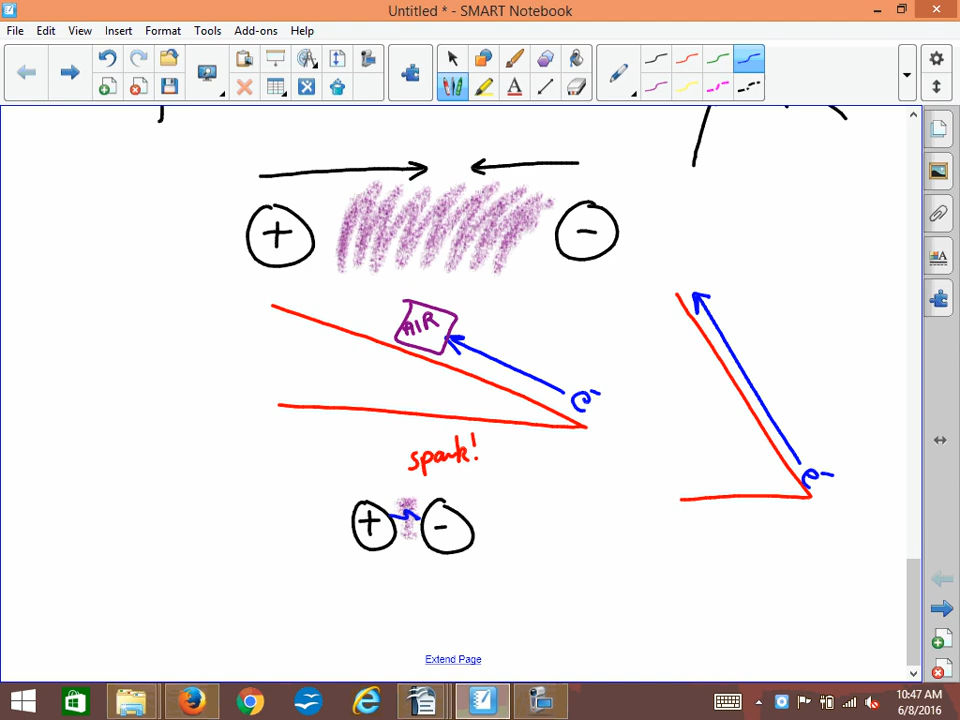 Untitled * - SMART Notebook
File Edit View Insert Format Tools Add-ons Help
+ -
AIR
e-
e-
spark!
+ -
Extend Page
10:47 AM
6/8/2016